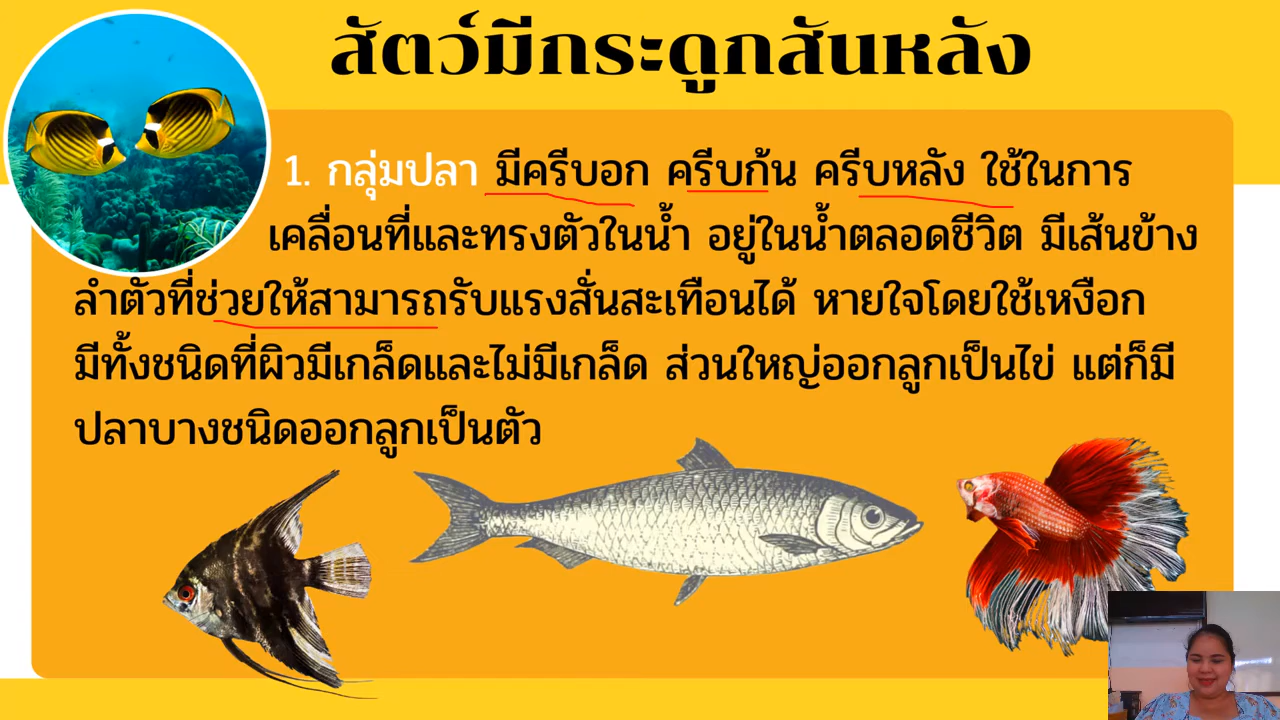 สัตว์มีกระดูกสันหลัง
1. กลุ่มปลา มีครีบอก ครีบก้น ครีบหลัง ใช้ในการ
เคลื่อนที่และทรงตัวในน้ำ อยู่ในน้ำตลอดชีวิต มีเส้นข้าง
ลำตัวที่ช่วยให้สามารถรับแรงสั่นสะเทือนได้ หายใจโดยใช้เหงือก
มีทั้งชนิดที่ผิวมีเกล็ดและไม่มีเกล็ด ส่วนใหญ่ออกลูกเป็นไข่ แต่ก็มี
ปลาบางชนิดออกลูกเป็นตัว